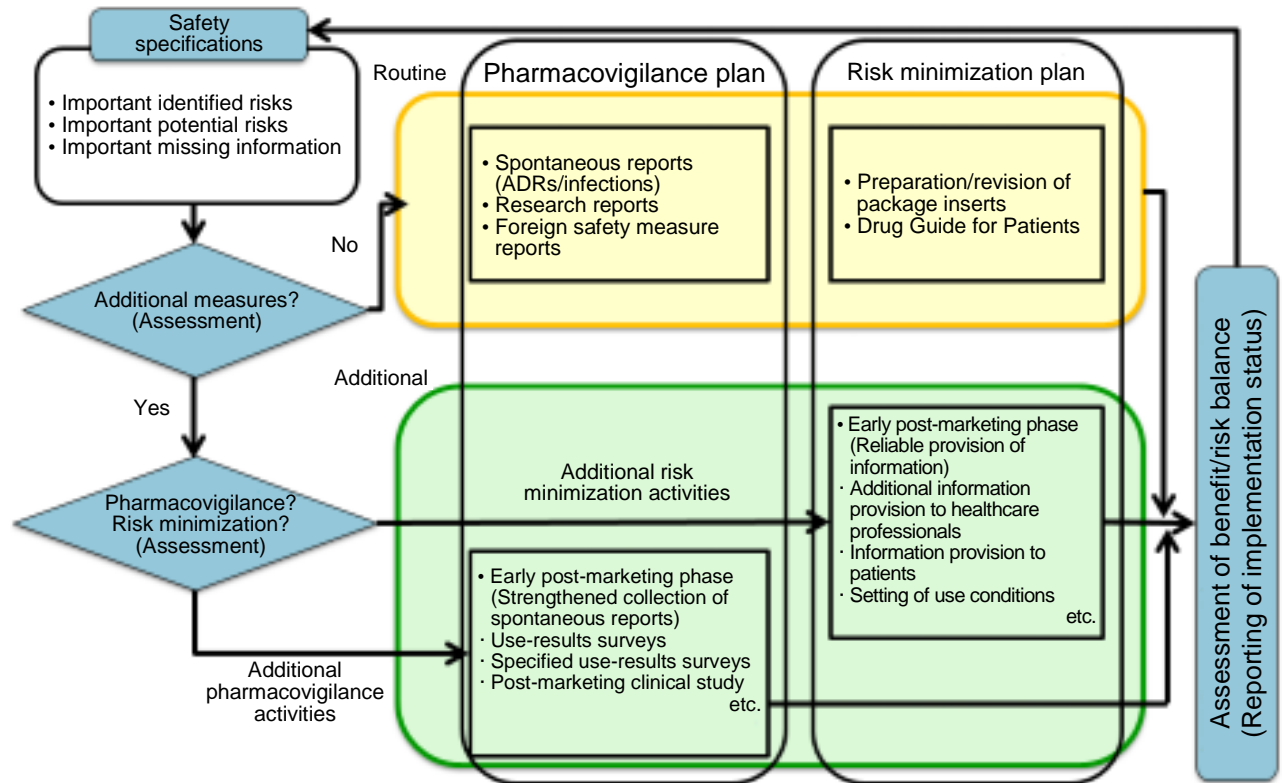 Safety
specifications
• Important identified risks
• Important potential risks
• Important missing information
Routine
Pharmacovigilance plan
Risk minimization plan
• Spontaneous reports
(ADRs/infections)
• Research reports
• Foreign safety measure
reports
• Preparation/revision of
package inserts
• Drug Guide for Patients
No
Additional measures?
(Assessment)
Yes
Additional
Pharmacovigilance?
Risk minimization?
(Assessment)
Additional risk
minimization activities
• Early post-marketing phase
(Reliable provision of
information)
· Additional information
provision to healthcare
professionals
· Information provision to
patients
· Setting of use conditions
etc.
Additional
pharmacovigilance
activities
• Early post-marketing phase
(Strengthened collection of
spontaneous reports)
· Use-results surveys
· Specified use-results surveys
· Post-marketing clinical study
etc.
Assessment of benefit/risk balance
(Reporting of implementation status)